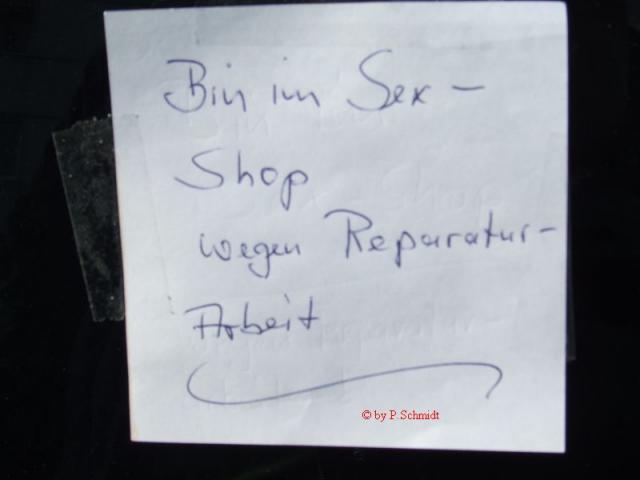 Bin im Sex -
Shop
wegen Reparatur-
Arbeit
© by P.Schmidt